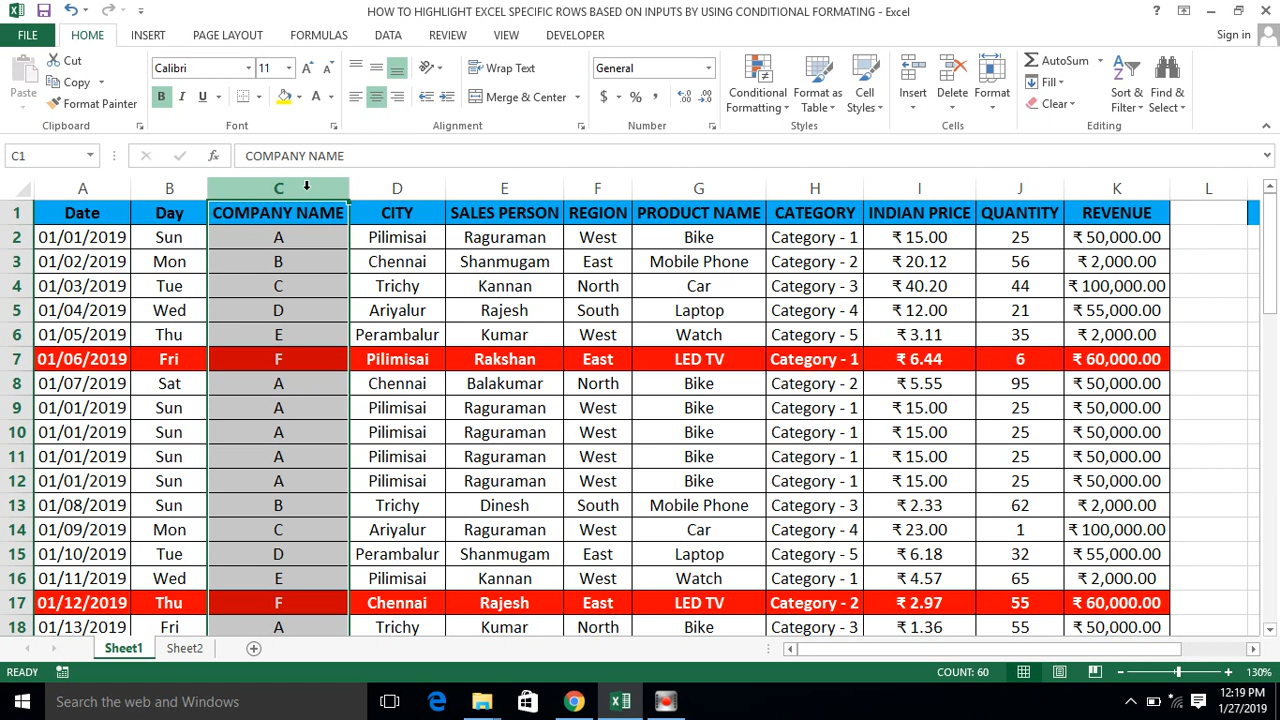 HOW TO HIGHLIGHT EXCEL SPECIFIC ROWS BASED ON INPUTS BY USING CONDITIONAL FORMATING - Excel
FILE HOME INSERT PAGE LAYOUT FORMULAS DATA REVIEW VIEW DEVELOPER Sign in
Paste Cut Copy Format Painter Clipboard
Calibri 11 B I U A Font
Wrap Text Merge & Center Alignment
General $ % , Number
Conditional Formatting Format as Table Cell Styles Styles
Insert Delete Format Cells
AutoSum Fill Clear Sort & Filter Find & Select Editing
C1 fx COMPANY NAME
A B C D E F G H I J K L
1 Date Day COMPANY NAME CITY SALES PERSON REGION PRODUCT NAME CATEGORY INDIAN PRICE QUANTITY REVENUE
2 01/01/2019 Sun A Pilimisai Raguraman West Bike Category - 1 ₹ 15.00 25 ₹ 50,000.00
3 01/02/2019 Mon B Chennai Shanmugam East Mobile Phone Category - 2 ₹ 20.12 56 ₹ 2,000.00
4 01/03/2019 Tue C Trichy Kannan North Car Category - 3 ₹ 40.20 44 ₹ 100,000.00
5 01/04/2019 Wed D Ariyalur Rajesh South Laptop Category - 4 ₹ 12.00 21 ₹ 55,000.00
6 01/05/2019 Thu E Perambalur Kumar West Watch Category - 5 ₹ 3.11 35 ₹ 2,000.00
7 01/06/2019 Fri F Pilimisai Rakshan East LED TV Category - 1 ₹ 6.44 6 ₹ 60,000.00
8 01/07/2019 Sat A Chennai Balakumar North Bike Category - 2 ₹ 5.55 95 ₹ 50,000.00
9 01/01/2019 Sun A Pilimisai Raguraman West Bike Category - 1 ₹ 15.00 25 ₹ 50,000.00
10 01/01/2019 Sun A Pilimisai Raguraman West Bike Category - 1 ₹ 15.00 25 ₹ 50,000.00
11 01/01/2019 Sun A Pilimisai Raguraman West Bike Category - 1 ₹ 15.00 25 ₹ 50,000.00
12 01/01/2019 Sun A Pilimisai Raguraman West Bike Category - 1 ₹ 15.00 25 ₹ 50,000.00
13 01/08/2019 Sun B Trichy Dinesh South Mobile Phone Category - 3 ₹ 2.33 62 ₹ 2,000.00
14 01/09/2019 Mon C Ariyalur Raguraman West Car Category - 4 ₹ 23.00 1 ₹ 100,000.00
15 01/10/2019 Tue D Perambalur Shanmugam East Laptop Category - 5 ₹ 6.18 32 ₹ 55,000.00
16 01/11/2019 Wed E Pilimisai Kannan West Watch Category - 1 ₹ 4.57 65 ₹ 2,000.00
17 01/12/2019 Thu F Chennai Rajesh East LED TV Category - 2 ₹ 2.97 55 ₹ 60,000.00
18 01/13/2019 Fri A Trichy Kumar North Bike Category - 3 ₹ 1.36 55 ₹ 50,000.00
Sheet1 Sheet2
READY COUNT: 60 130%
Search the web and Windows 12:19 PM
1/27/2019